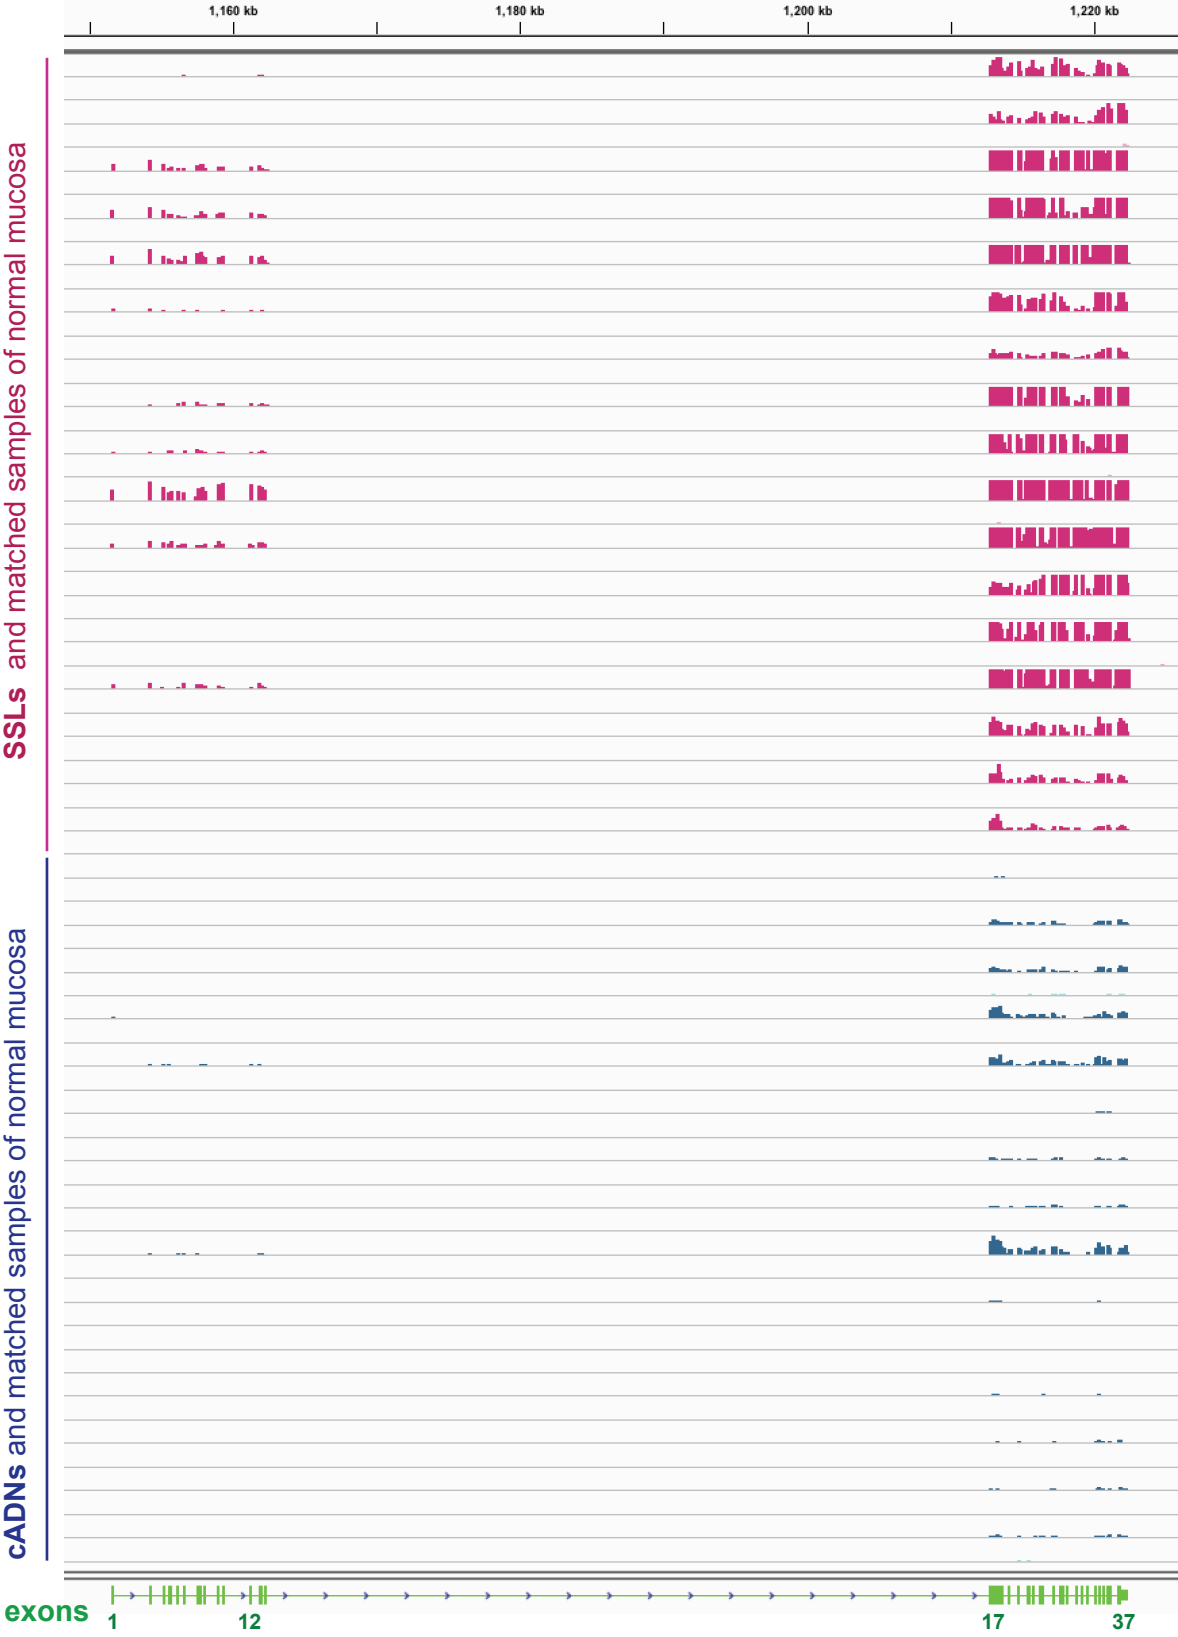 1,160 kb 1,180 kb 1,200 kb 1,220 kb
SSLs and matched samples of normal mucosa
cADNs and matched samples of normal mucosa
exons
1 12 17 37